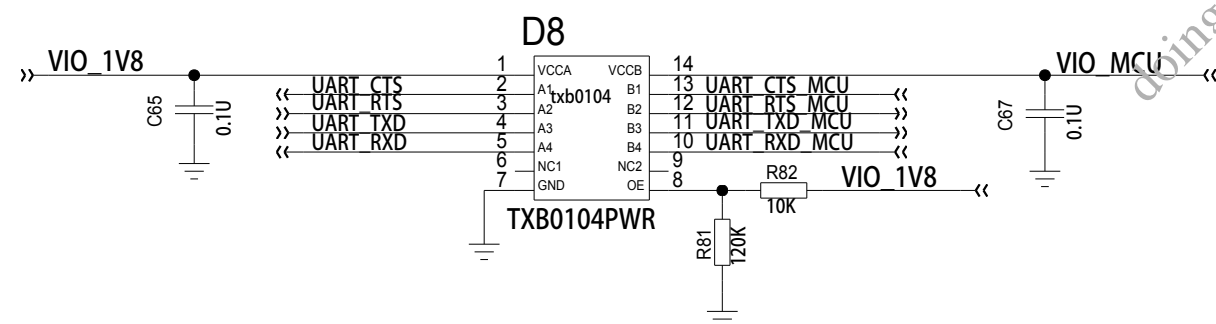 D8
VIO_1V8
1
VCCA
VCCB
14
VIO_MCU
UART_CTS
2
A1
txb0104
B1
13
UART_CTS_MCU
UART_RTS
3
A2
B2
12
UART_RTS_MCU
UART_TXD
4
A3
B3
11
UART_TXD_MCU
UART_RXD
5
A4
B4
10
UART_RXD_MCU
6
NC1
NC2
9
7
GND
OE
8
C65
0.1U
C67
0.1U
R82
10K
VIO_1V8
R81
120K
TXB0104PWR
doing